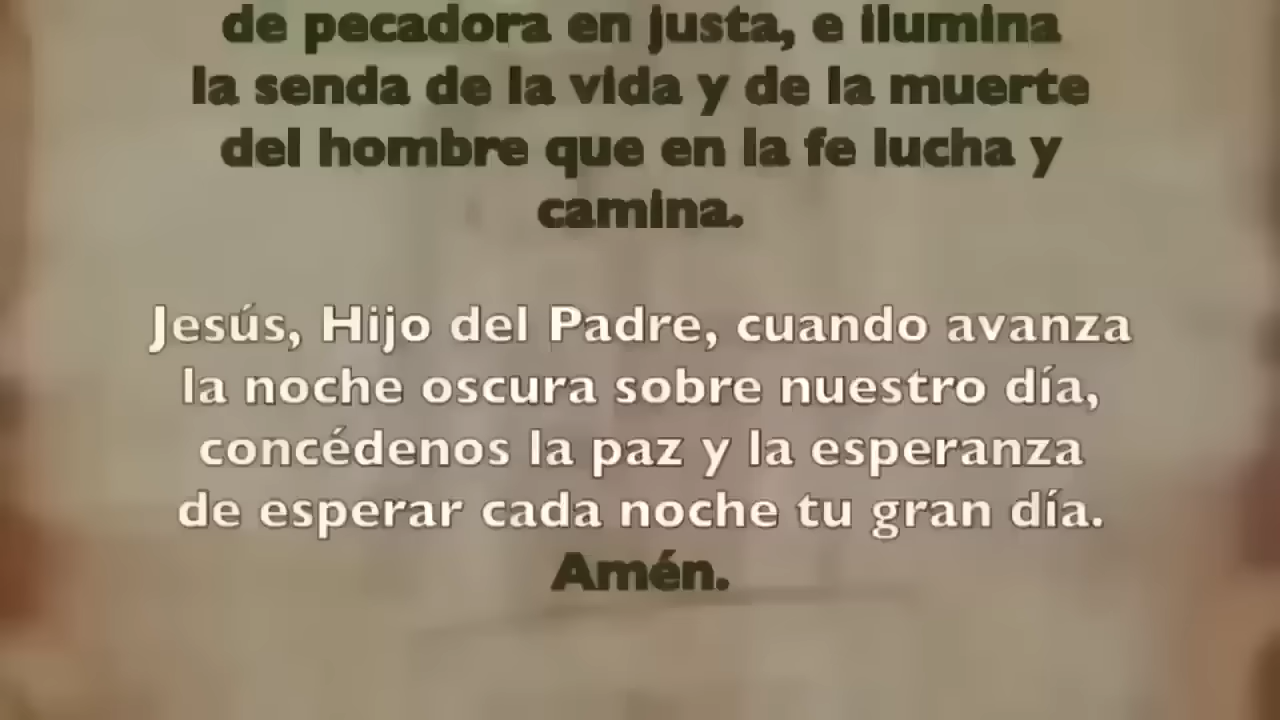 de pecadora en justa, e ilumina
la senda de la vida y de la muerte
del hombre que en la fe lucha y
camina.
Jesús, Hijo del Padre, cuando avanza
la noche oscura sobre nuestro día,
concédenos la paz y la esperanza
de esperar cada noche tu gran día.
Amén.